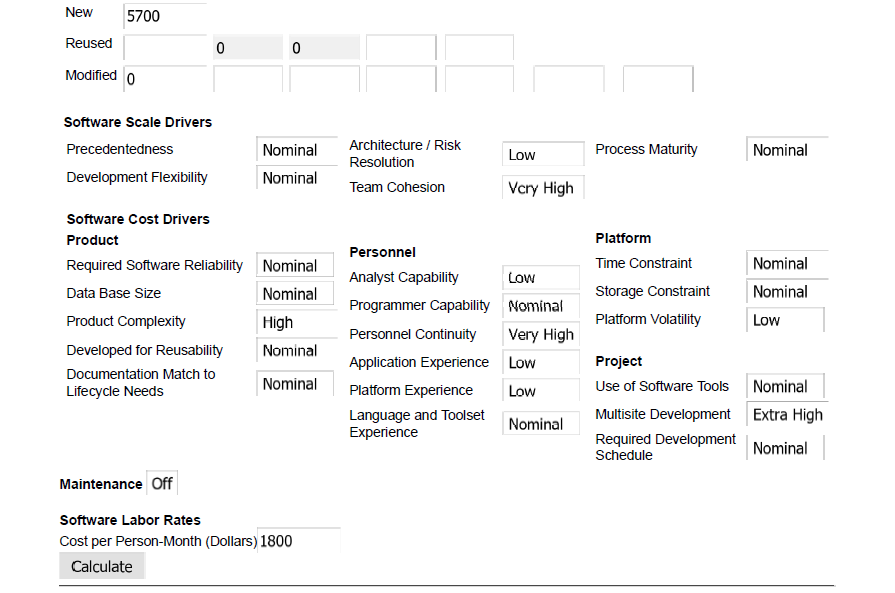 New 5700
Reused 0 0
Modified 0
Software Scale Drivers
Precedentedness Nominal
Development Flexibility Nominal
Architecture / Risk
Resolution Low
Team Cohesion Very High
Process Maturity Nominal
Software Cost Drivers
Product
Required Software Reliability Nominal
Data Base Size Nominal
Product Complexity High
Developed for Reusability Nominal
Documentation Match to
Lifecycle Needs Nominal
Personnel
Analyst Capability Low
Programmer Capability Nominal
Personnel Continuity Very High
Application Experience Low
Platform Experience Low
Language and Toolset
Experience Nominal
Platform
Time Constraint Nominal
Storage Constraint Nominal
Platform Volatility Low
Project
Use of Software Tools Nominal
Multisite Development Extra High
Required Development
Schedule Nominal
Maintenance Off
Software Labor Rates
Cost per Person-Month (Dollars) 1800
Calculate